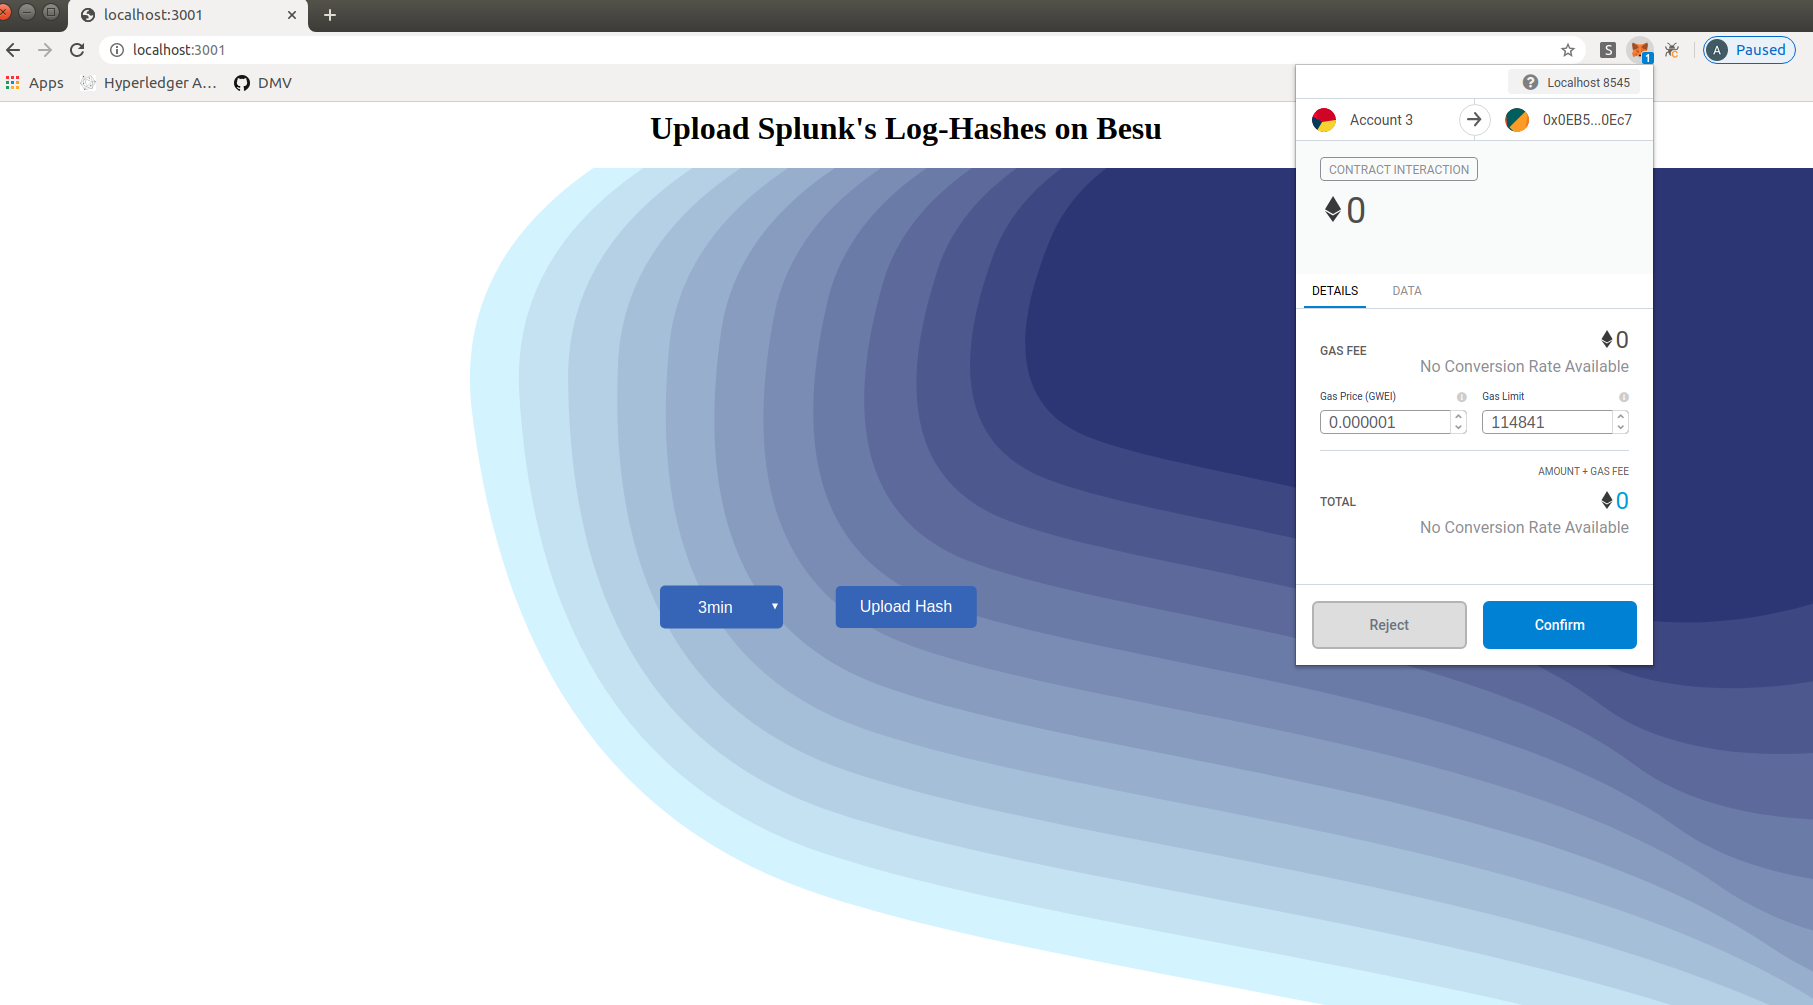 localhost:3001
localhost:3001
S
1
A Paused
Apps Hyperledger A... DMV
Localhost 8545
Upload Splunk's Log-Hashes on Besu
Account 3 0x0EB5...0Ec7
CONTRACT INTERACTION
0
DETAILS DATA
GAS FEE 0
No Conversion Rate Available
Gas Price (GWEI) Gas Limit
0.000001 114841
AMOUNT + GAS FEE
TOTAL 0
No Conversion Rate Available
3min Upload Hash
Reject Confirm